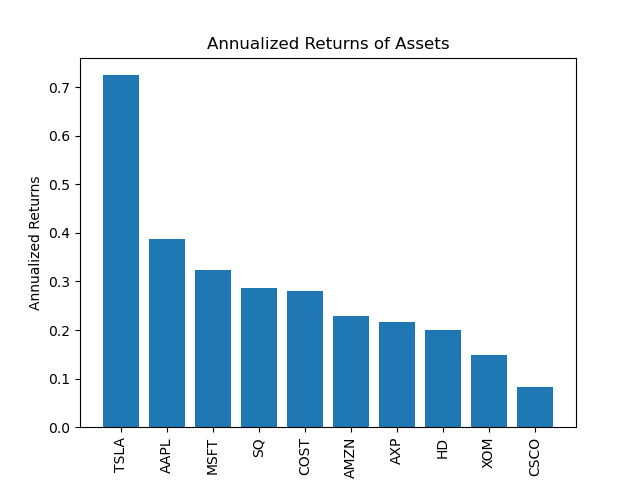 Annualized Returns of Assets
Annualized Returns
0.7
0.6
0.5
0.4
0.3
0.2
0.1
0.0
TSLA
AAPL
MSFT
SQ
COST
AMZN
AXP
HD
XOM
CSCO